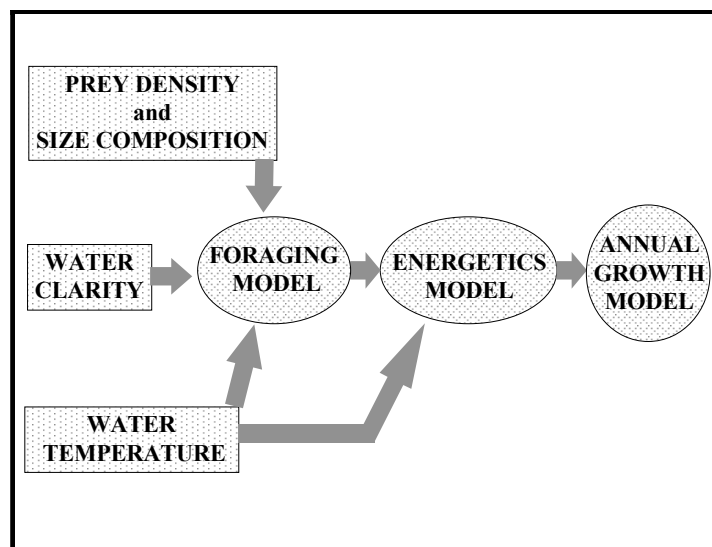 PREY DENSITY
and
SIZE COMPOSITION
WATER
CLARITY
FORAGING
MODEL
ENERGETICS
MODEL
ANNUAL
GROWTH
MODEL
WATER
TEMPERATURE